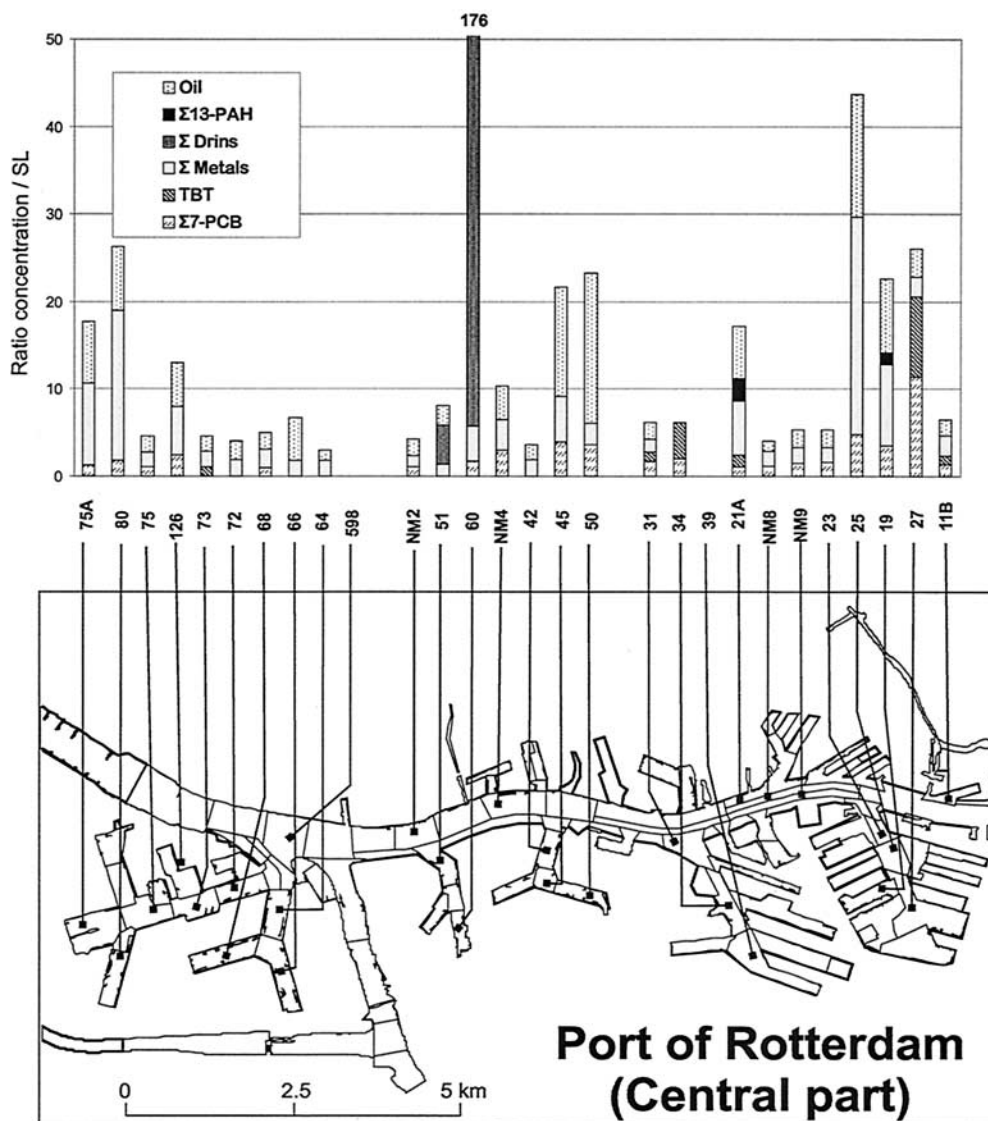 176
50
40
30
20
10
0
Ratio concentration / SL
Oil
Σ13-PAH
Σ Drins
Σ Metals
TBT
Σ7-PCB
75A
80
75
126
73
72
68
66
64
598
NM2
51
60
NM4
42
45
50
31
34
39
21A
NM8
NM9
23
25
19
27
11B
Port of Rotterdam
(Central part)
0 2.5 5 km